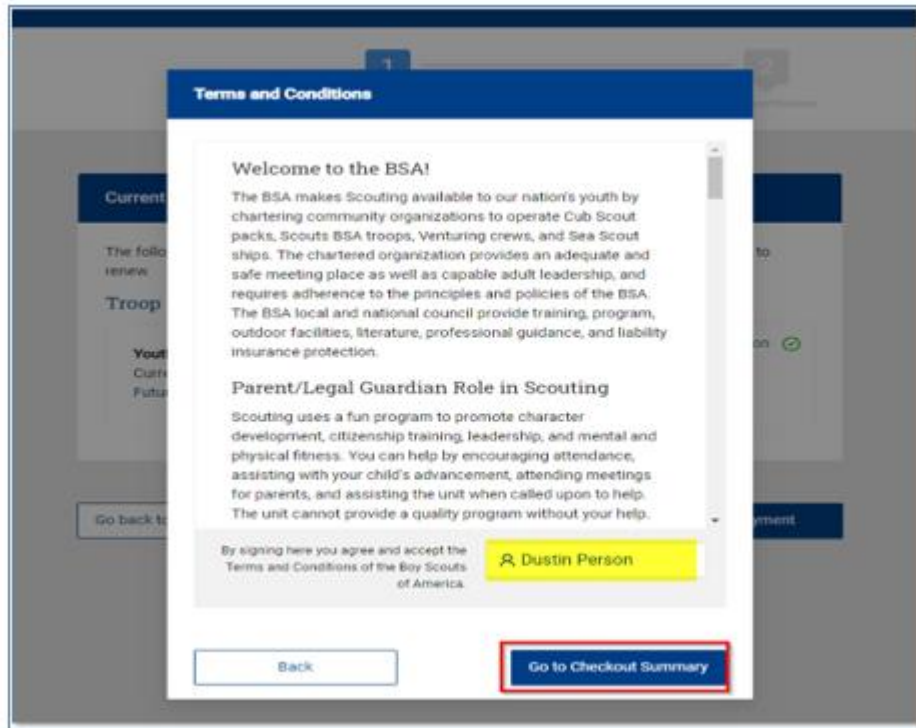 1
2
Terms and Conditions
Welcome to the BSA!
The BSA makes Scouting available to our nation's youth by
chartering community organizations to operate Cub Scout
packs, Scouts BSA troops, Venturing crews, and Sea Scout
ships. The chartered organization provides an adequate and
safe meeting place as well as capable adult leadership, and
requires adherence to the principles and policies of the BSA.
The BSA local and national council provide training, program,
outdoor facilities, literature, professional guidance, and liability
insurance protection.
Parent/Legal Guardian Role in Scouting
Scouting uses a fun program to promote character
development, citizenship training, leadership, and mental and
physical fitness. You can help by encouraging attendance,
assisting with your child's advancement, attending meetings
for parents, and assisting the unit when called upon to help.
The unit cannot provide a quality program without your help.
By signing here you agree and accept the
Terms and Conditions of the Boy Scouts
of America.
Dustin Person
Back
Go to Checkout Summary
Current
The follo
to
renew
Troop
Yout
on
Curre
Futu
Go back to
yment